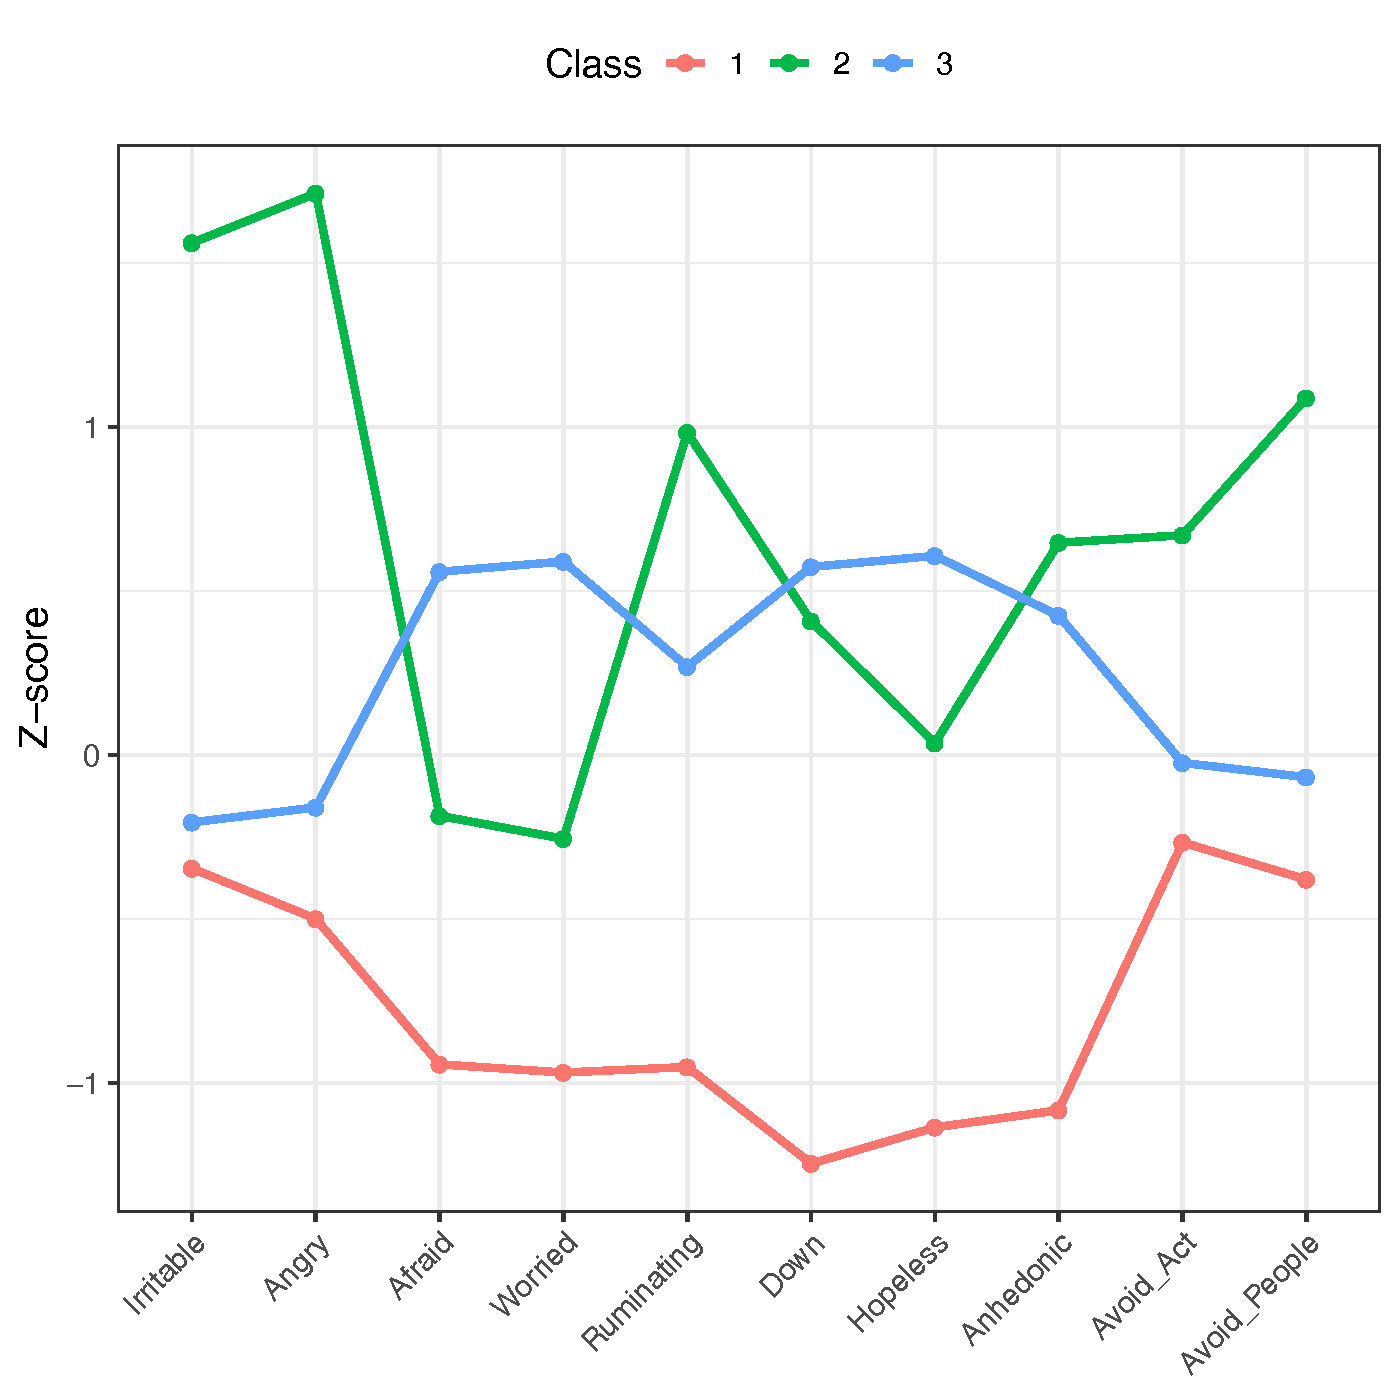 Class 1 2 3
Z−score
1
0
−1
Irritable
Angry
Afraid
Worried
Ruminating
Down
Hopeless
Anhedonic
Avoid_Act
Avoid_People